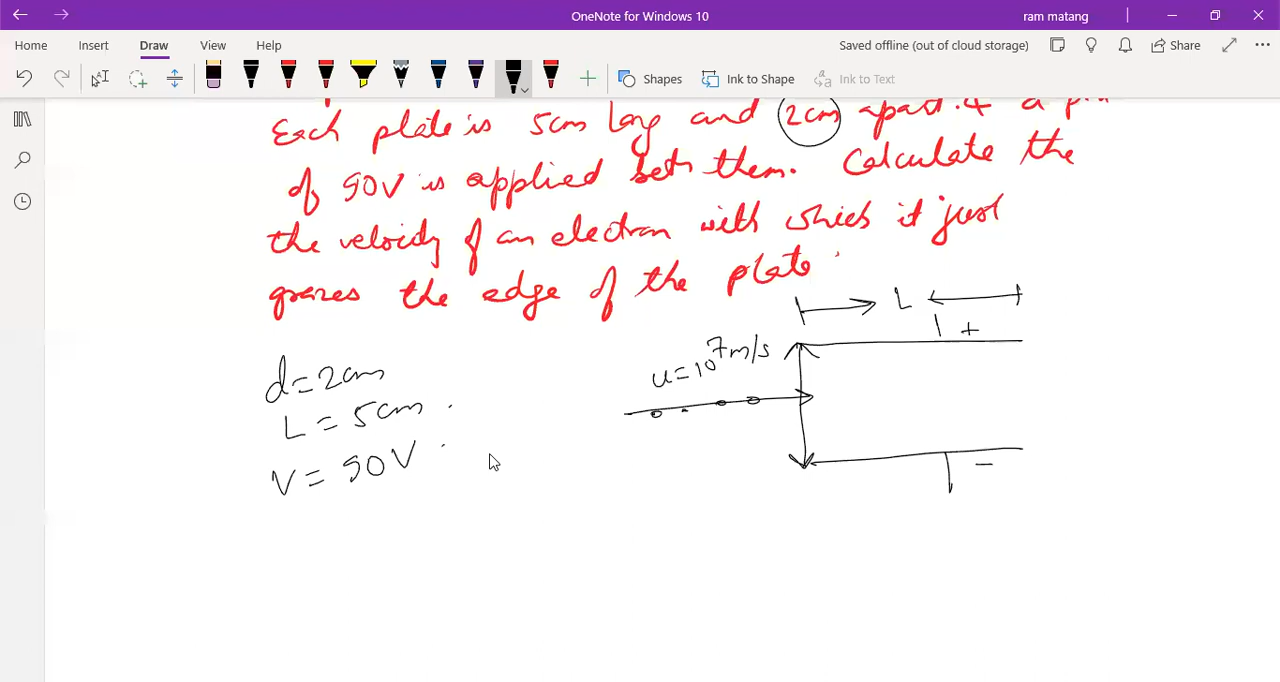 OneNote for Windows 10
ram matang
Home Insert Draw View Help
Saved offline (out of cloud storage)
Share
Shapes
Ink to Shape
Ink to Text
Each plate is 5cm long and 2cm apart. & a
of 90V is applied betn them. Calculate the
the velocity of an electron with which it just
grazes the edge of the plate.
L
+
u=10⁷m/s
d=2cm
L=5cm.
V=90V
-